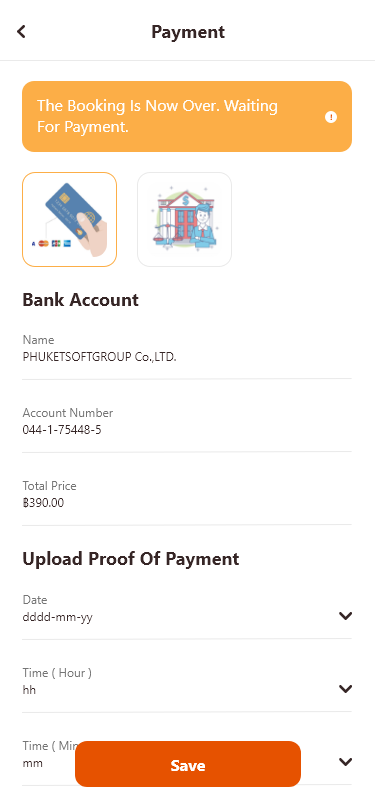 Payment
The Booking Is Now Over. Waiting
For Payment.
Bank Account
Name
PHUKETSOFTGROUP Co.,LTD.
Account Number
044-1-75448-5
Total Price
฿390.00
Upload Proof Of Payment
Date
dddd-mm-yy
Time ( Hour )
hh
Time ( Min
mm
Save